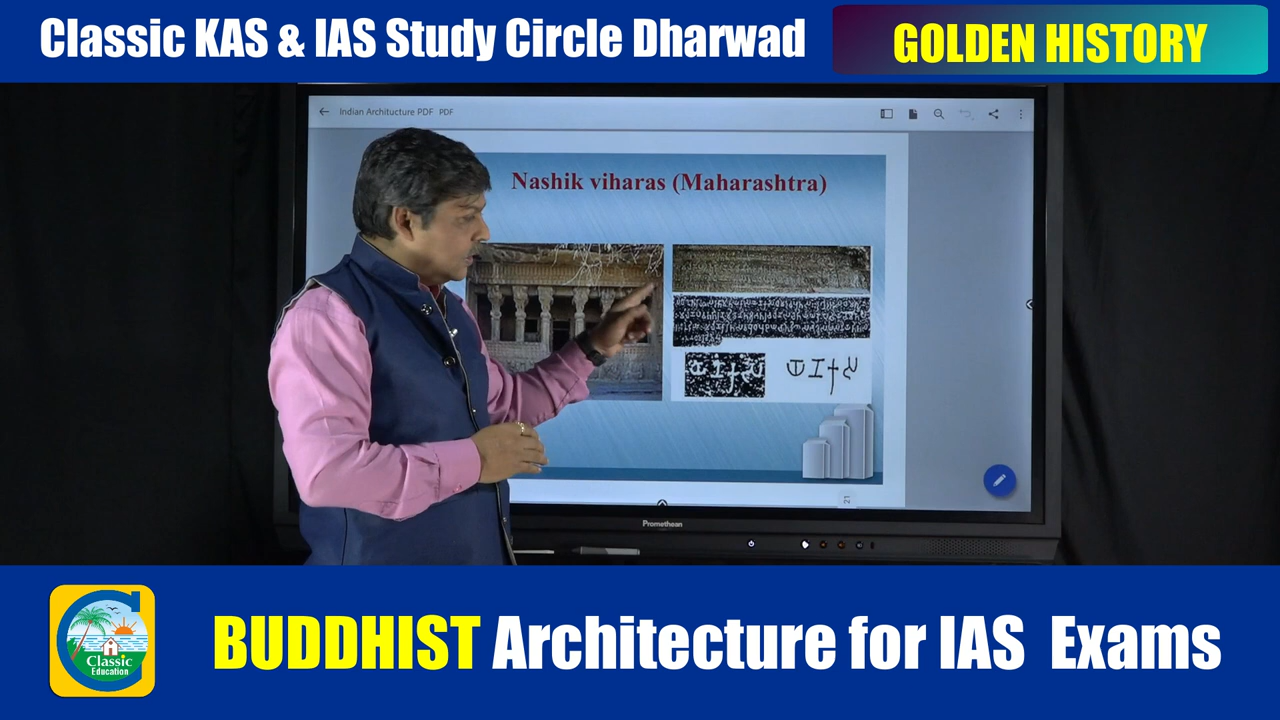 Classic KAS & IAS Study Circle Dharwad
GOLDEN HISTORY
Indian Architucture PDF PDF
Nashik viharas (Maharashtra)
21
Promethean
Classic
Education
BUDDHIST Architecture for IAS Exams